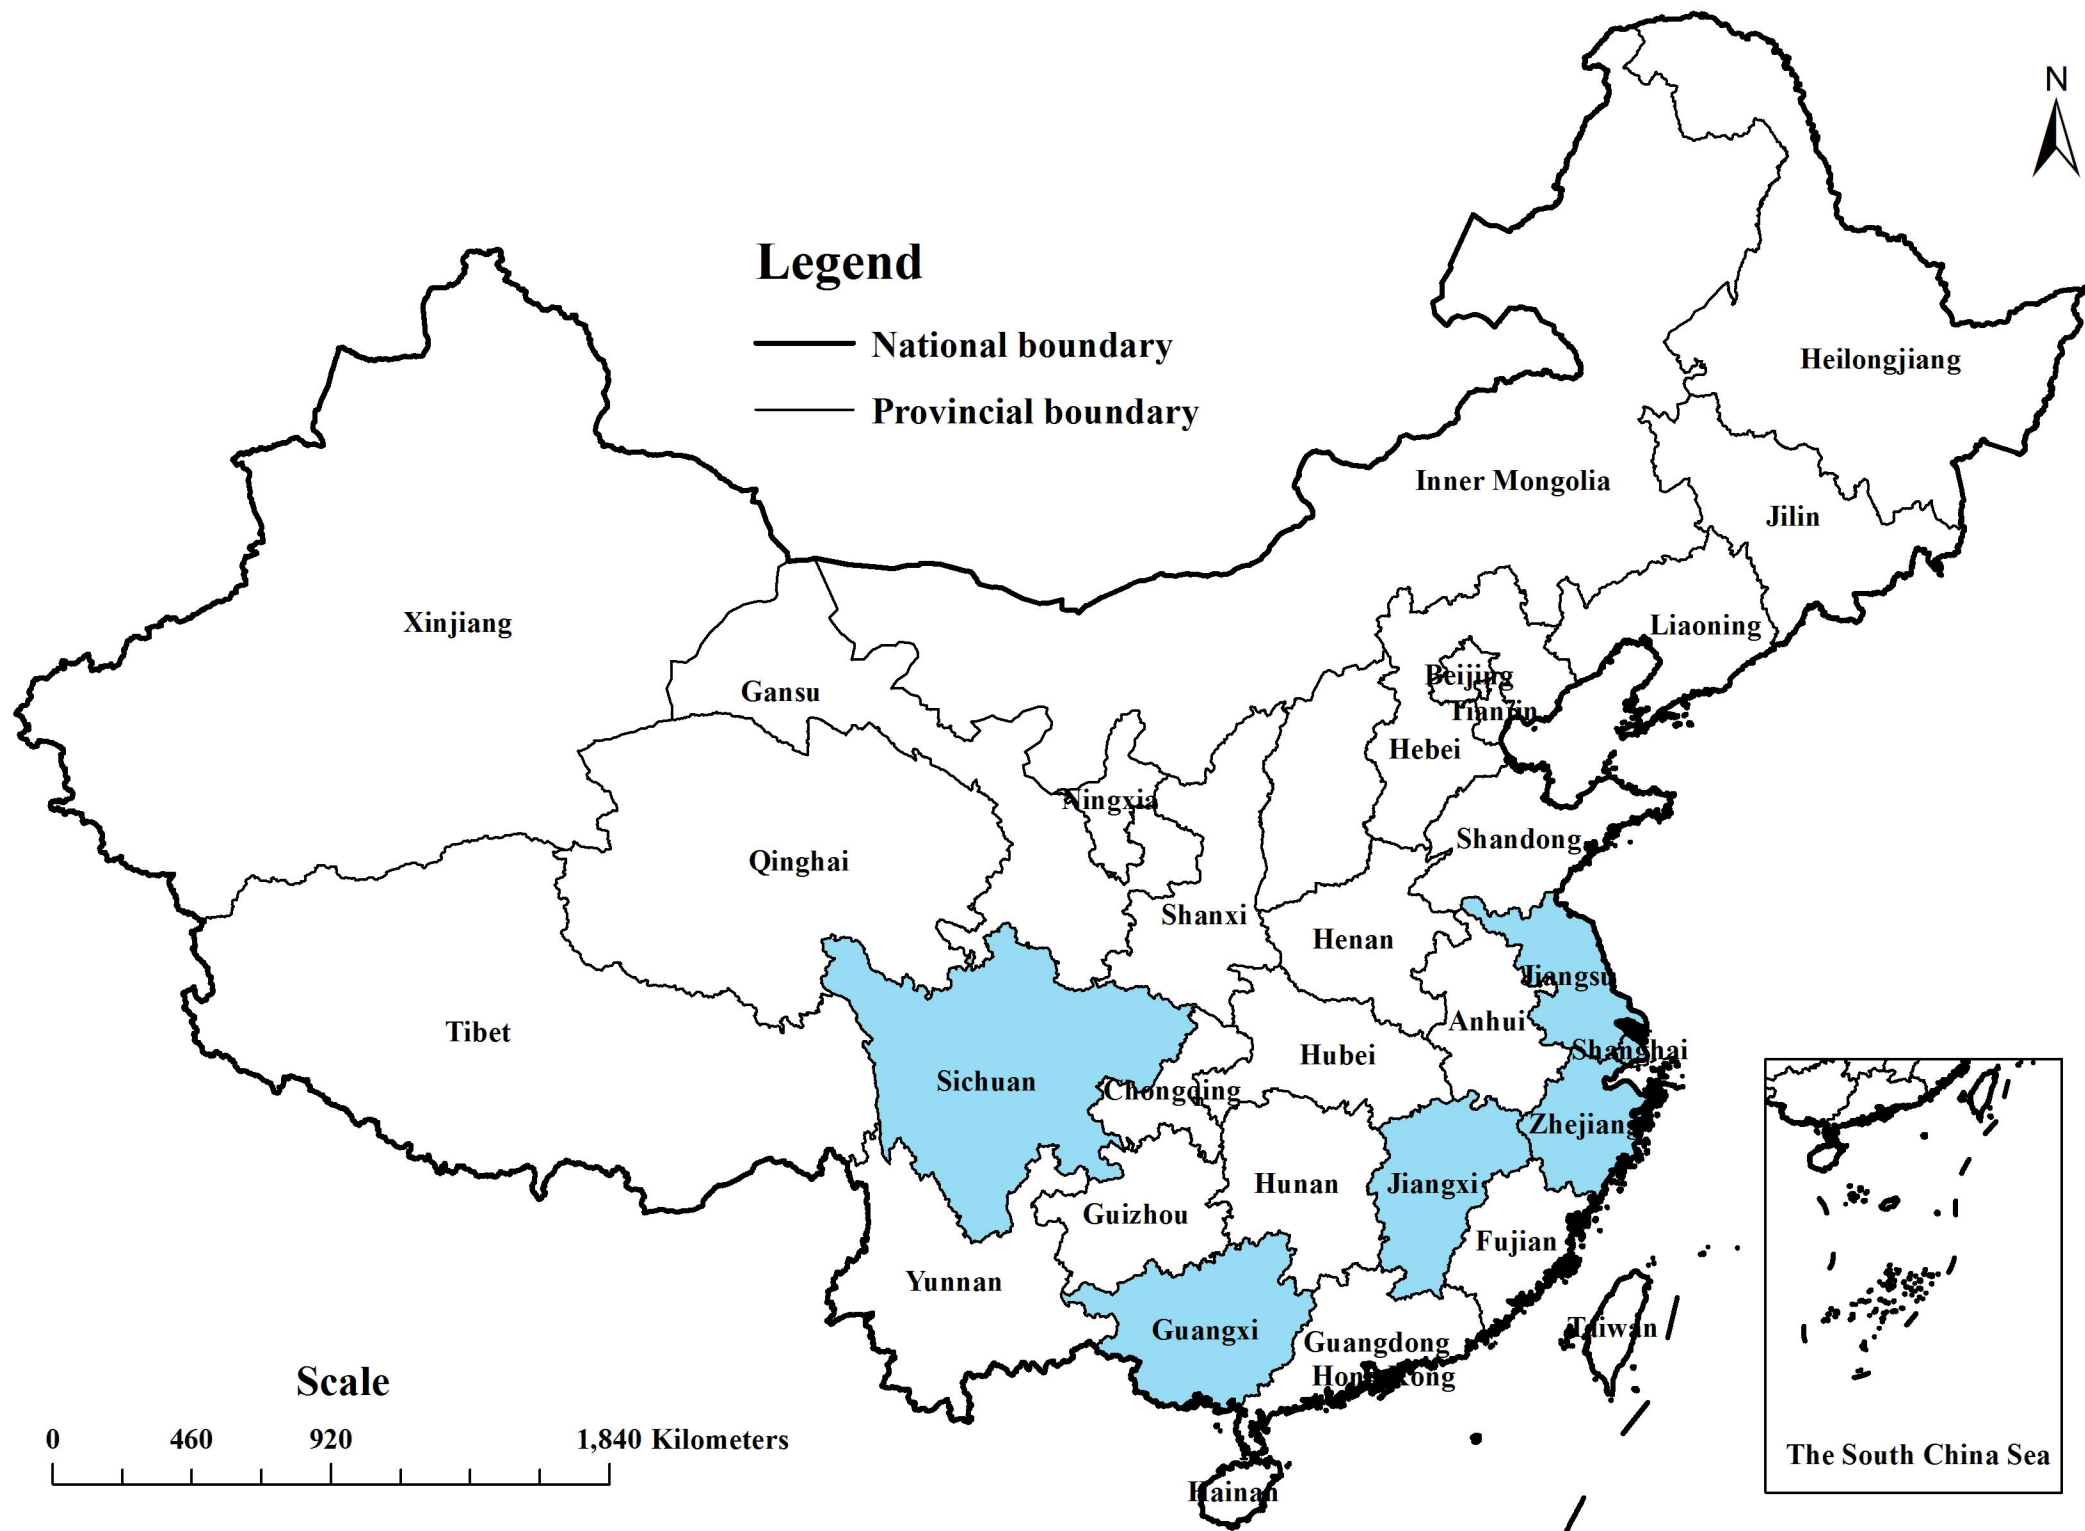 N
Legend
National boundary
Provincial boundary
Heilongjiang
Inner Mongolia
Jilin
Xinjiang
Liaoning
Beijing
Gansu
Tianjin
Hebei
Ningxia
Shandong
Qinghai
Shanxi
Henan
Jiangsu
Tibet
Anhui
Shanghai
Hubei
Sichuan
Chongqing
Zhejiang
Hunan
Jiangxi
Guizhou
Fujian
Yunnan
Guangxi
Taiwan
Guangdong
Hong Kong
Scale
0 460 920 1,840 Kilometers
The South China Sea
Hainan